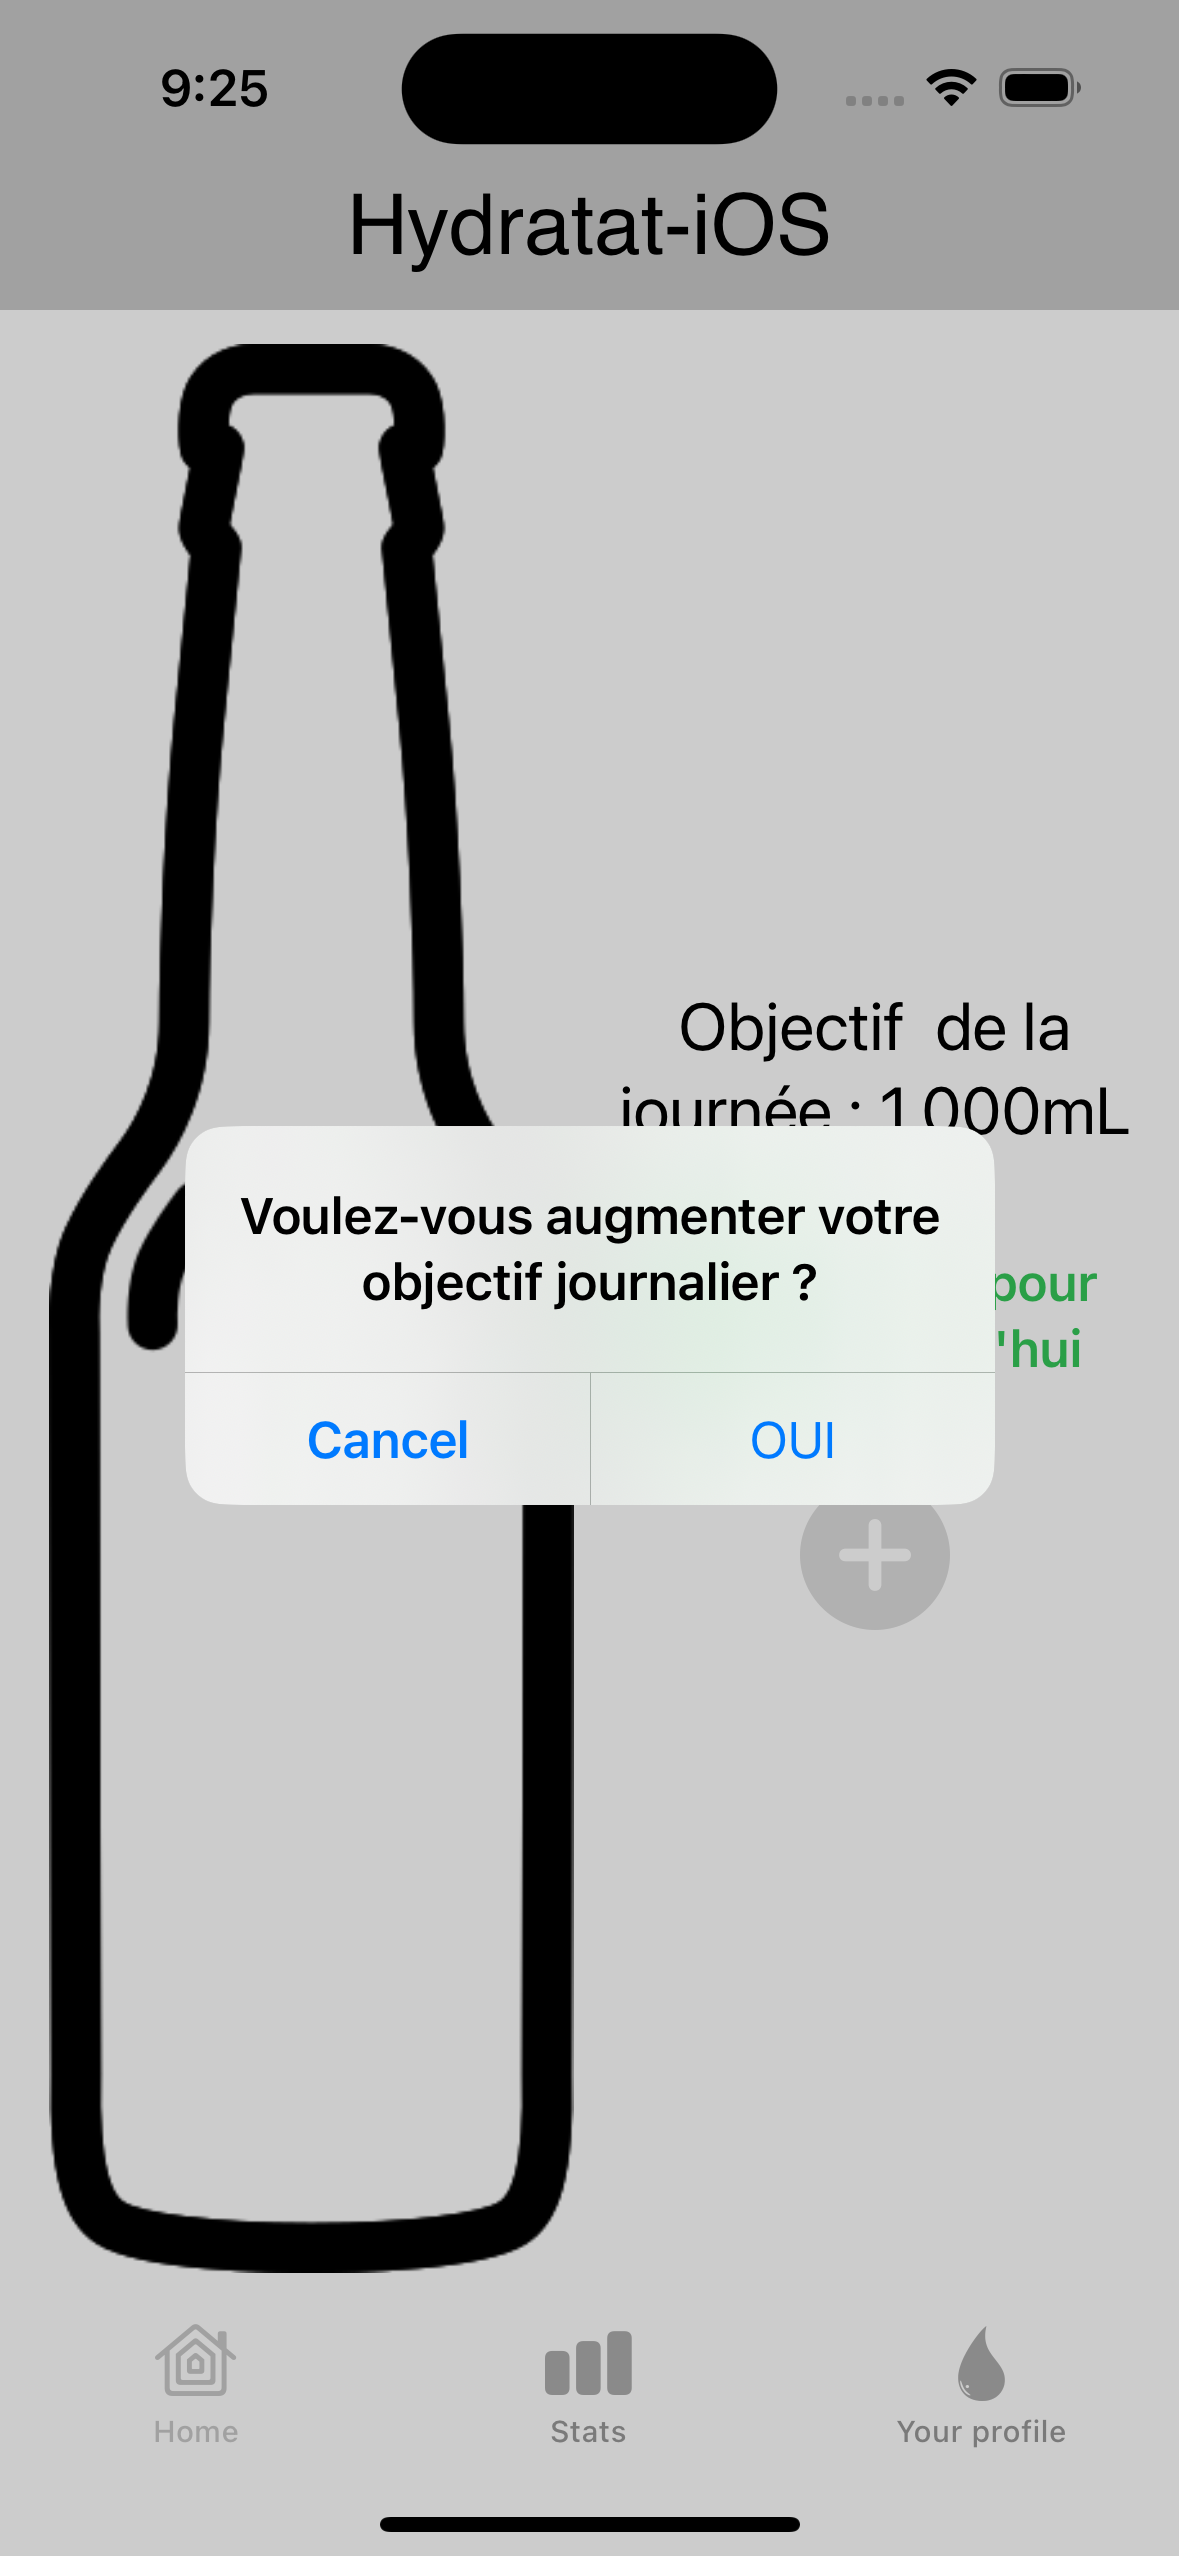 9:25
Hydratat-iOS
Objectif  de la
journée : 1 000mL
Voulez-vous augmenter votre
objectif journalier ?
pour
'hui
Cancel
OUI
Home
Stats
Your profile